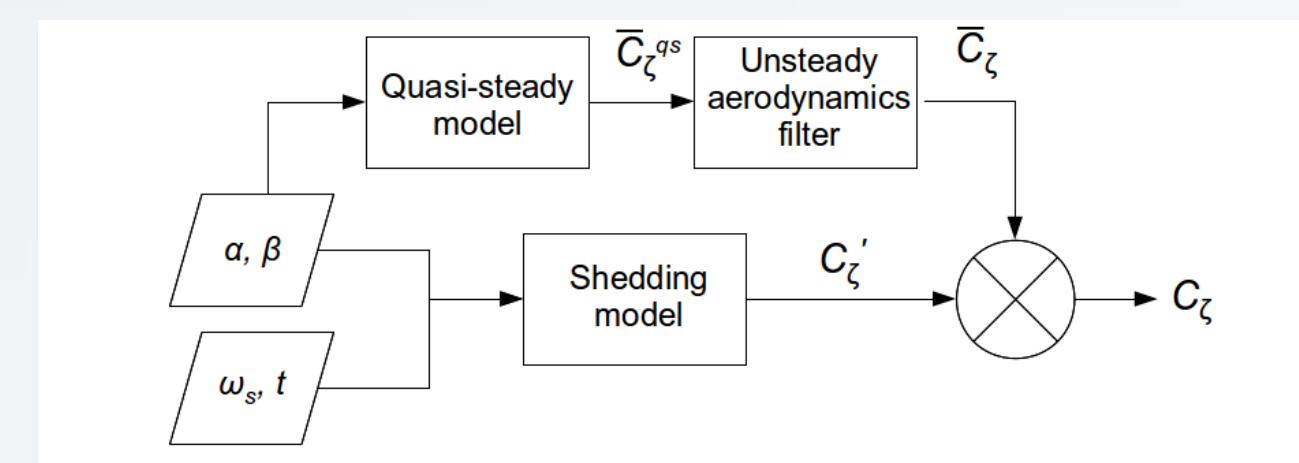 C̅ζ^qs
C̅ζ
Quasi-steady
model
Unsteady
aerodynamics
filter
α, β
Shedding
model
Cζ′
Cζ
ωs, t